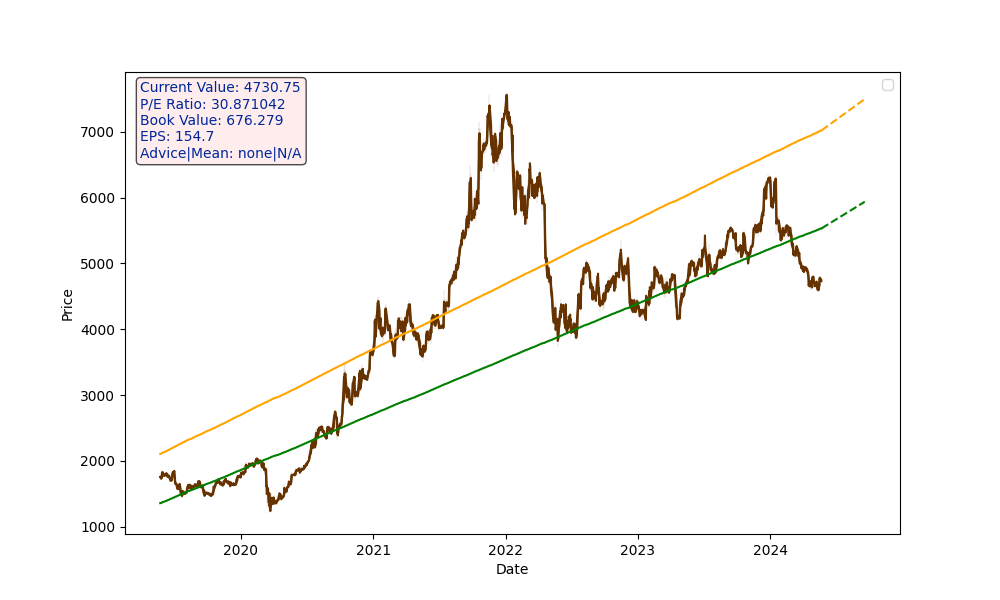 Current Value: 4730.75
P/E Ratio: 30.871042
Book Value: 676.279
EPS: 154.7
Advice|Mean: none|N/A
7000
6000
5000
4000
3000
2000
1000
Price
2020 2021 2022 2023 2024
Date